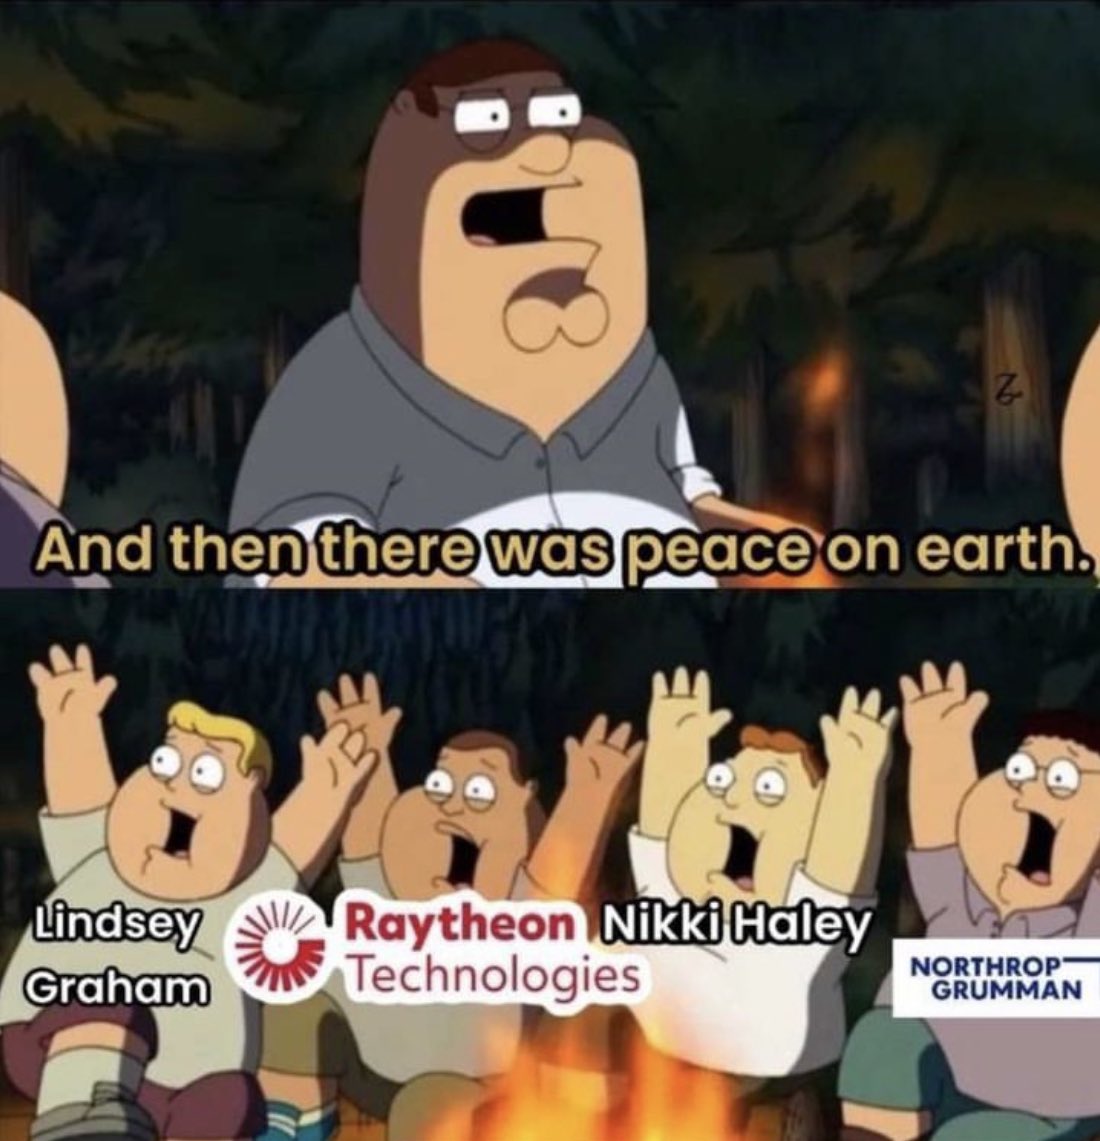 And then there was peace on earth.
Lindsey
Graham
Raytheon
Technologies
Nikki Haley
NORTHROP
GRUMMAN